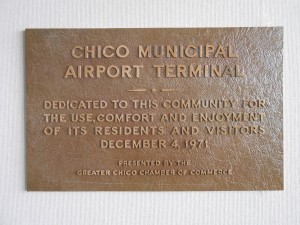 CHICO MUNICIPAL
AIRPORT TERMINAL
DEDICATED TO THIS COMMUNITY FOR
THE USE, COMFORT AND ENJOYMENT
OF ITS RESIDENTS AND VISITORS
DECEMBER 4, 1971
PRESENTED BY THE
GREATER CHICO CHAMBER OF COMMERCE